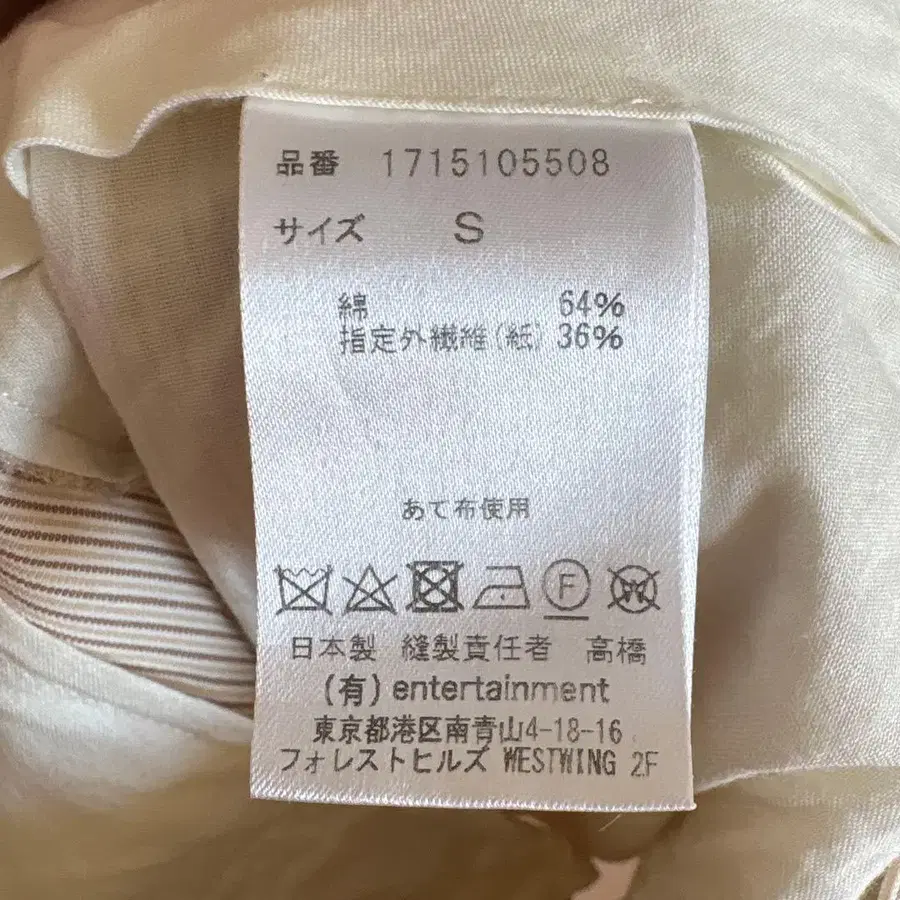 品番 1715105508
サイズ S
綿 64%
指定外繊維(紙) 36%
あて布使用
F
W
日本製 縫製責任者 高橋
(有) entertainment
東京都港区南青山4-18-16
フォレストヒルズ WESTWING 2F